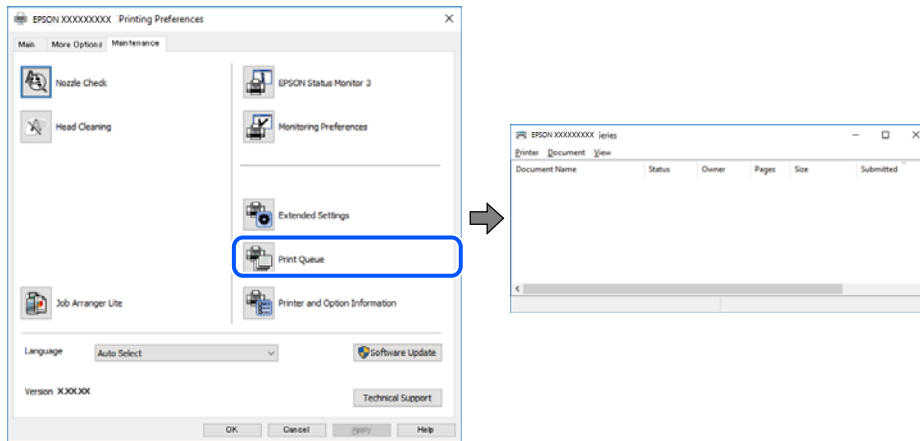 EPSON XXXXXXXXX Printing Preferences
Main More Options Maintenance
Nozzle Check
EPSON Status Monitor 3
Head Cleaning
Monitoring Preferences
Extended Settings
Print Queue
Job Arranger Lite
Printer and Option Information
Language Auto Select
Software Update
Version X.XX.XX
Technical Support
OK Cancel Apply Help
EPSON XXXXXXXXXX Series
Printer Document View
Document Name Status Owner Pages Size Submitted